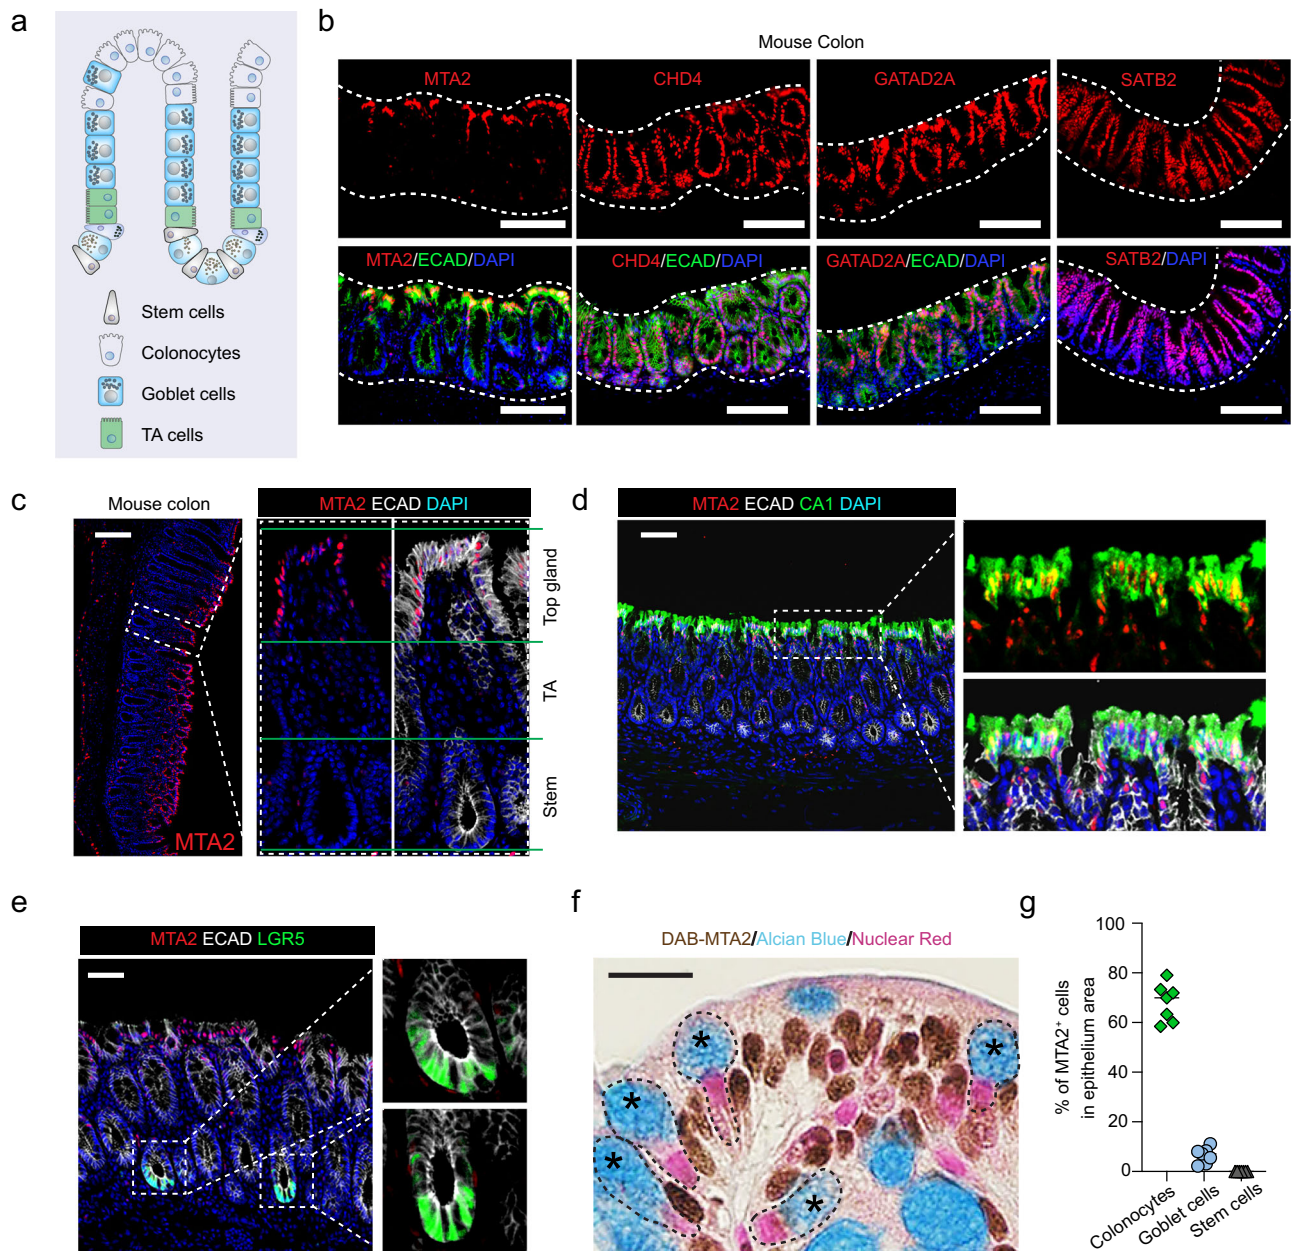 a
Stem cells
Colonocytes
Goblet cells
TA cells
b
Mouse Colon
MTA2
CHD4
GATAD2A
SATB2
MTA2/ECAD/DAPI
CHD4/ECAD/DAPI
GATAD2A/ECAD/DAPI
SATB2/DAPI
c
Mouse colon
MTA2 ECAD DAPI
MTA2
Top gland
TA
Stem
d
MTA2 ECAD CA1 DAPI
e
MTA2 ECAD LGR5
f
DAB-MTA2/Alcian Blue/Nuclear Red
* * * * *
g
% of MTA2⁺ cells
in epithelium area
100
80
60
40
20
0
Colonocytes
Goblet cells
Stem cells